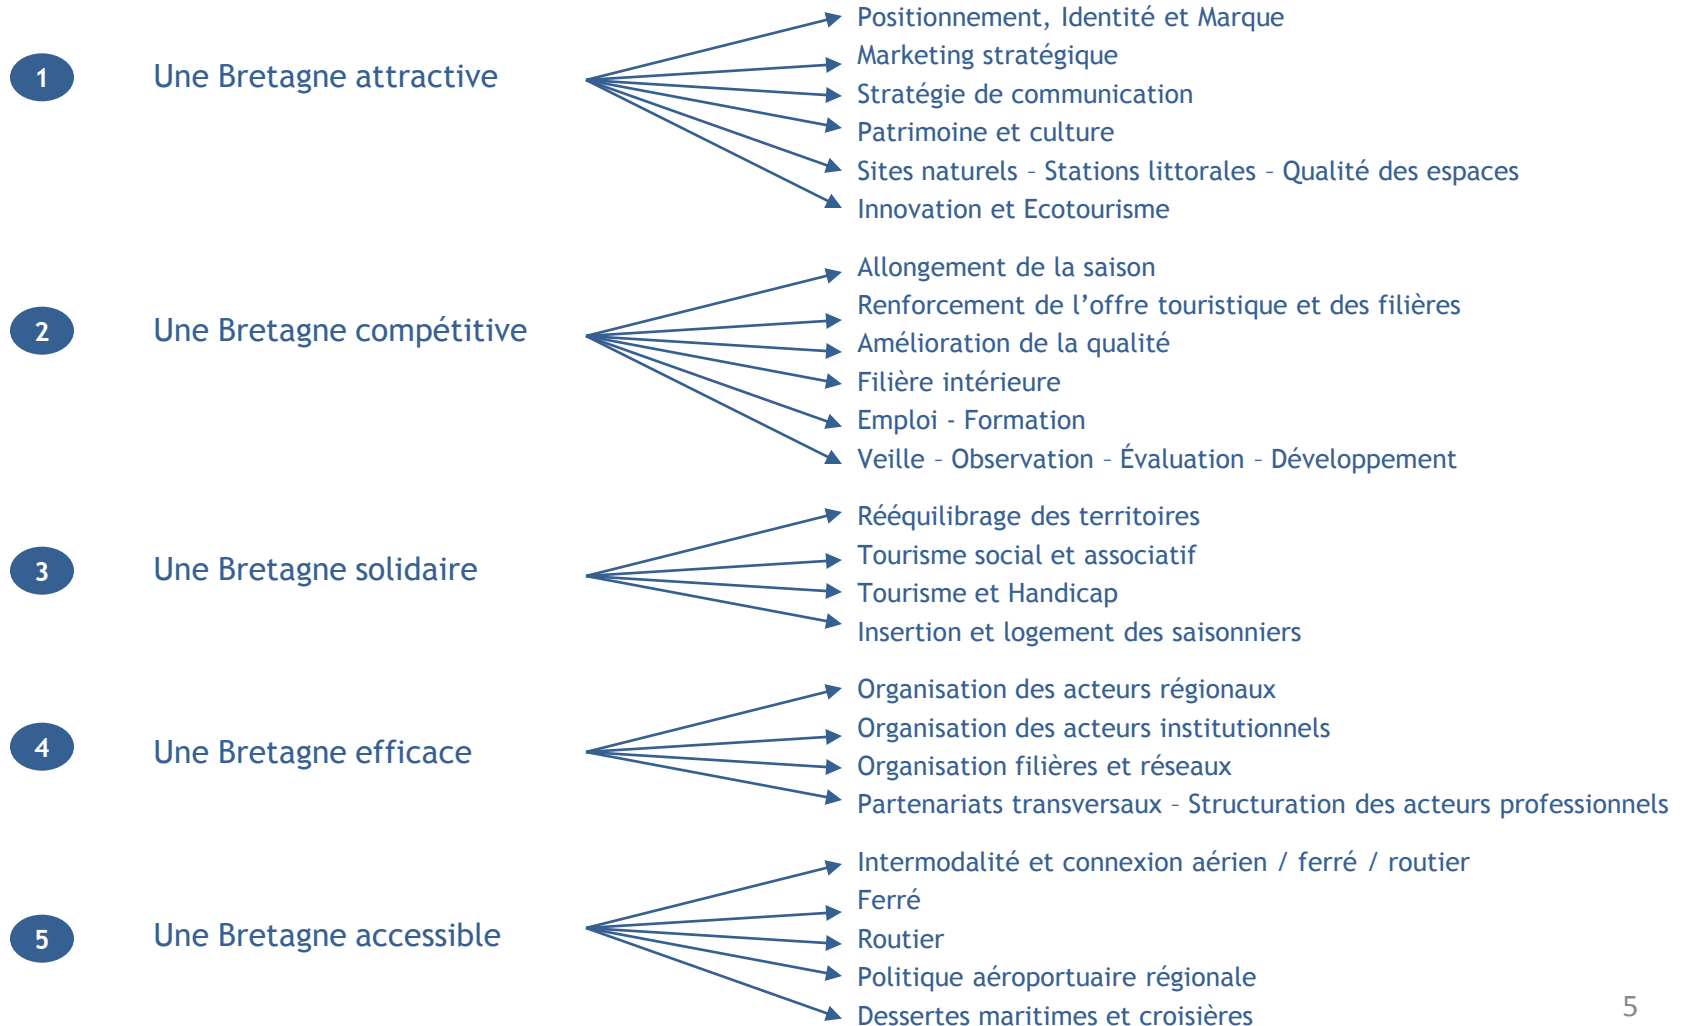 1
Une Bretagne attractive
Positionnement, Identité et Marque
Marketing stratégique
Stratégie de communication
Patrimoine et culture
Sites naturels – Stations littorales – Qualité des espaces
Innovation et Ecotourisme
2
Une Bretagne compétitive
Allongement de la saison
Renforcement de l’offre touristique et des filières
Amélioration de la qualité
Filière intérieure
Emploi - Formation
Veille – Observation – Évaluation – Développement
3
Une Bretagne solidaire
Rééquilibrage des territoires
Tourisme social et associatif
Tourisme et Handicap
Insertion et logement des saisonniers
4
Une Bretagne efficace
Organisation des acteurs régionaux
Organisation des acteurs institutionnels
Organisation filières et réseaux
Partenariats transversaux – Structuration des acteurs professionnels
5
Une Bretagne accessible
Intermodalité et connexion aérien / ferré / routier
Ferré
Routier
Politique aéroportuaire régionale
Dessertes maritimes et croisières
5